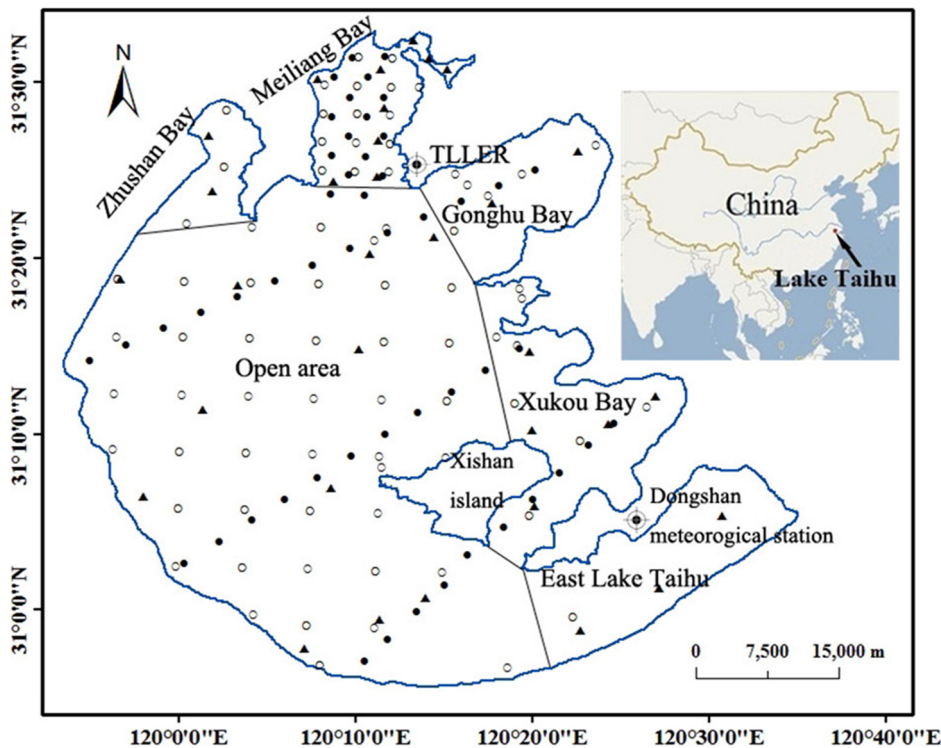 N
Meiliang Bay
Zhushan Bay
TLLER
Gonghu Bay
China
Lake Taihu
Open area
Xukou Bay
Xishan
island
Dongshan
meteorogical station
East Lake Taihu
0 7,500 15,000 m
31°30'0"N
31°20'0"N
31°10'0"N
31°0'0"N
120°0'0"N
120°10'0"N
120°20'0"N
120°30'0"N
120°40'0"N